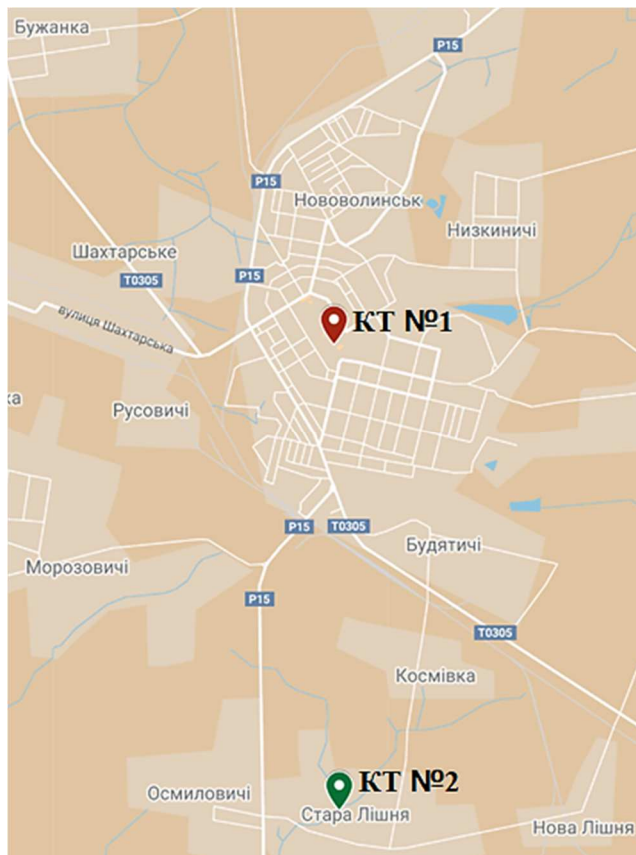 Бужанка
P15
P15
Нововолинськ
Низкиничі
Шахтарське
P15
T0305
КТ №1
вулиця Шахтарська
ка
Русовичі
P15
T0305
Будятичі
Морозовичі
P15
T0305
Космівка
КТ №2
Осмиловичі
Стара Лішня
Нова Лішня